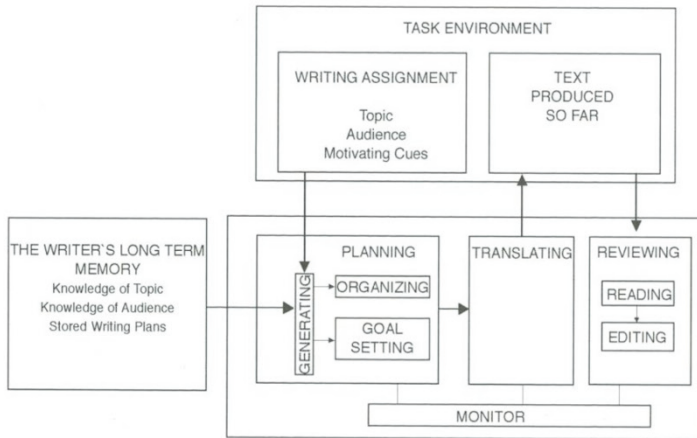 TASK ENVIRONMENT
WRITING ASSIGNMENT
Topic
Audience
Motivating Cues
TEXT
PRODUCED
SO FAR
THE WRITER`S LONG TERM
MEMORY
Knowledge of Topic
Knowledge of Audience
Stored Writing Plans
PLANNING
GENERATING
ORGANIZING
GOAL
SETTING
TRANSLATING
REVIEWING
READING
EDITING
MONITOR